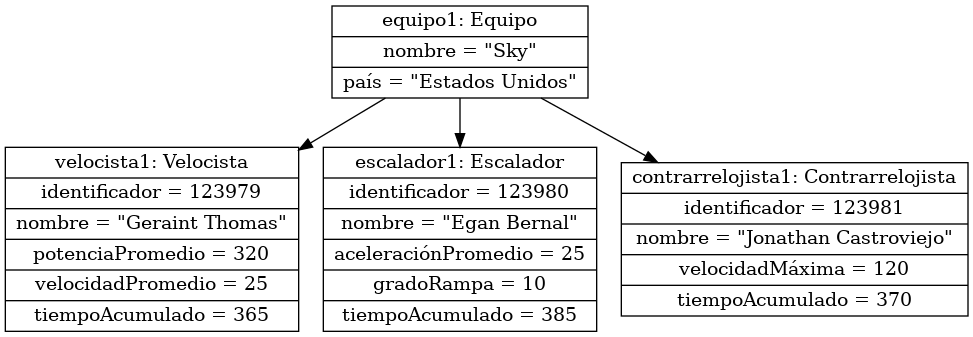 equipo1: Equipo
nombre = "Sky"
país = "Estados Unidos"
velocista1: Velocista
identificador = 123979
nombre = "Geraint Thomas"
potenciaPromedio = 320
velocidadPromedio = 25
tiempoAcumulado = 365
escalador1: Escalador
identificador = 123980
nombre = "Egan Bernal"
aceleraciónPromedio = 25
gradoRampa = 10
tiempoAcumulado = 385
contrarrelojista1: Contrarrelojista
identificador = 123981
nombre = "Jonathan Castroviejo"
velocidadMáxima = 120
tiempoAcumulado = 370